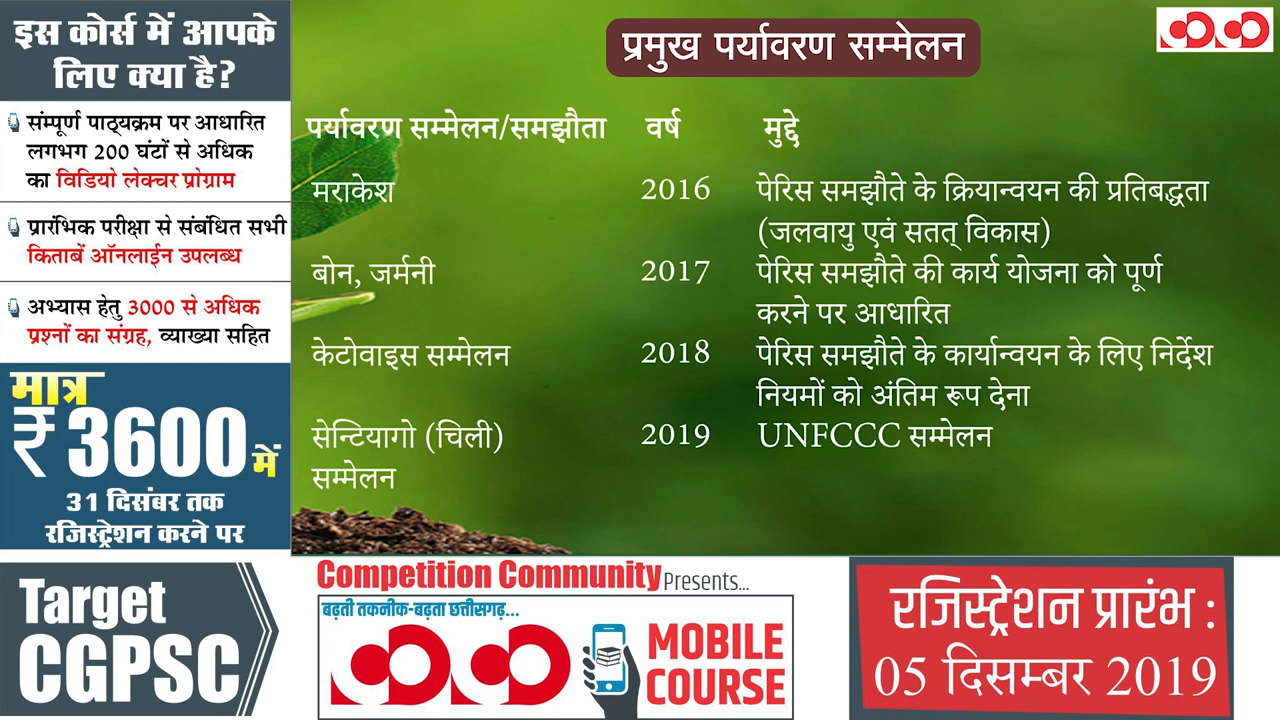 इस कोर्स में आपके
लिए क्या है?
संम्पूर्ण पाठ्यक्रम पर आधारित
लगभग 200 घंटों से अधिक
का विडियो लेक्चर प्रोग्राम
प्रारंभिक परीक्षा से संबंधित सभी
किताबें ऑनलाईन उपलब्ध
अभ्यास हेतु 3000 से अधिक
प्रश्नों का संग्रह, व्याख्या सहित
मात्र
₹3600 में
31 दिसंबर तक
रजिस्ट्रेशन करने पर
Target
CGPSC
प्रमुख पर्यावरण सम्मेलन
पर्यावरण सम्मेलन/समझौता वर्ष मुद्दे
मराकेश 2016 पेरिस समझौते के क्रियान्वयन की प्रतिबद्धता
(जलवायु एवं सतत् विकास)
बोन, जर्मनी 2017 पेरिस समझौते की कार्य योजना को पूर्ण
करने पर आधारित
केटोवाइस सम्मेलन 2018 पेरिस समझौते के कार्यान्वयन के लिए निर्देश
नियमों को अंतिम रूप देना
सेन्टियागो (चिली) 2019 UNFCCC सम्मेलन
सम्मेलन
Competition Community Presents...
बढ़ती तकनीक-बढ़ता छत्तीसगढ़...
MOBILE
COURSE
रजिस्ट्रेशन प्रारंभ :
05 दिसम्बर 2019